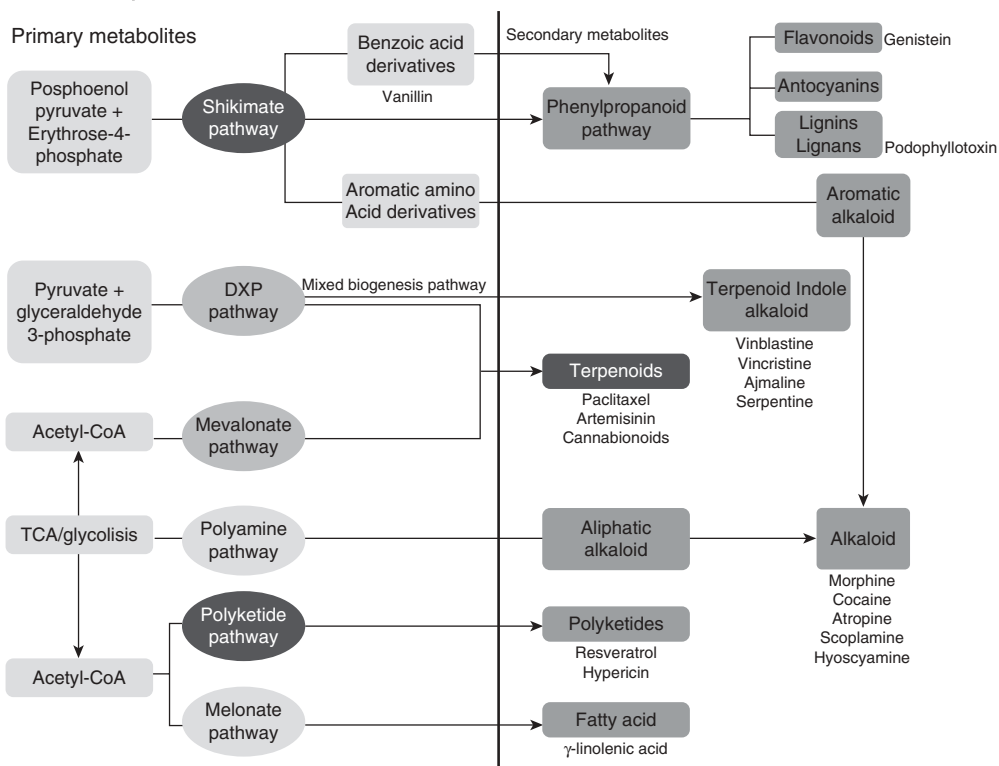 Primary metabolites
Secondary metabolites
Posphoenol
pyruvate +
Erythrose-4-
phosphate
Shikimate
pathway
Benzoic acid
derivatives
Vanillin
Phenylpropanoid
pathway
Flavonoids
Genistein
Antocyanins
Lignins
Lignans
Podophyllotoxin
Aromatic amino
Acid derivatives
Aromatic
alkaloid
Pyruvate +
glyceraldehyde
3-phosphate
DXP
pathway
Mixed biogenesis pathway
Terpenoid Indole
alkaloid
Vinblastine
Vincristine
Ajmaline
Serpentine
Terpenoids
Paclitaxel
Artemisinin
Cannabionoids
Acetyl-CoA
Mevalonate
pathway
TCA/glycolisis
Polyamine
pathway
Aliphatic
alkaloid
Alkaloid
Morphine
Cocaine
Atropine
Scoplamine
Hyoscyamine
Polyketide
pathway
Polyketides
Resveratrol
Hypericin
Acetyl-CoA
Melonate
pathway
Fatty acid
γ-linolenic acid